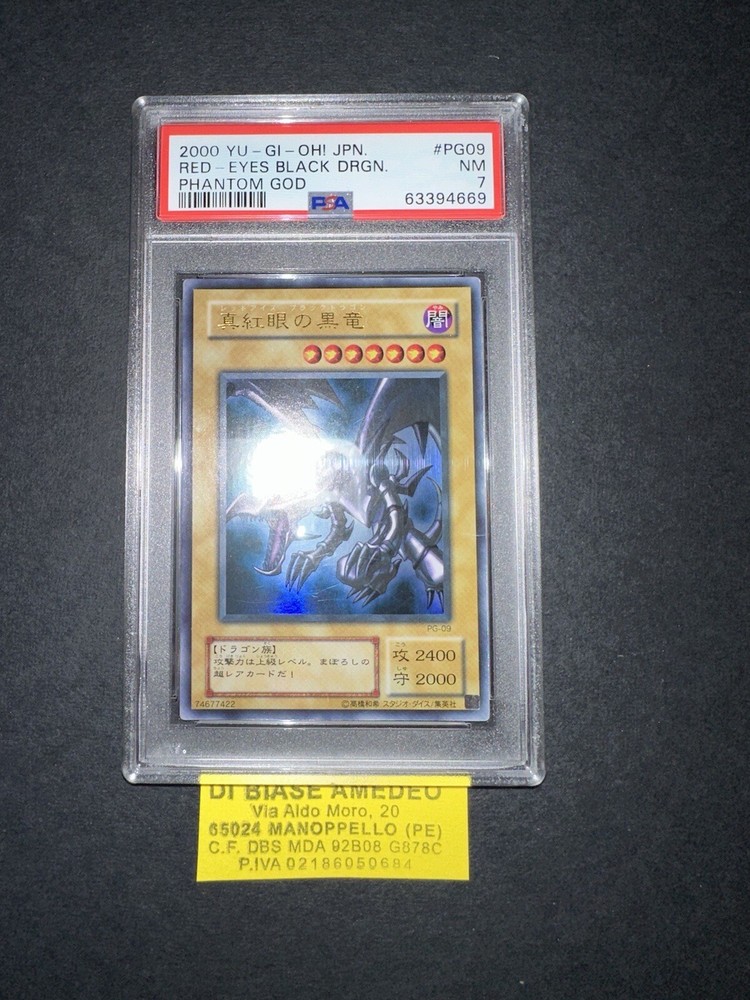 2000 YU-GI-OH! JPN. #PG09
RED-EYES BLACK DRGN. NM
PHANTOM GOD 7
PSA 63394669
真紅眼の黒竜
闇
PG-09
【ドラゴン族】
攻撃力は上級レベル。まぼろしの
超レアカードだ!
攻 2400
守 2000
74677422 ©高橋和希 スタジオ・ダイス/集英社
DI BIASE AMEDEO
Via Aldo Moro, 20
65024 MANOPPELLO (PE)
C.F. DBS MDA 92B08 G878C
P.IVA 02186050684